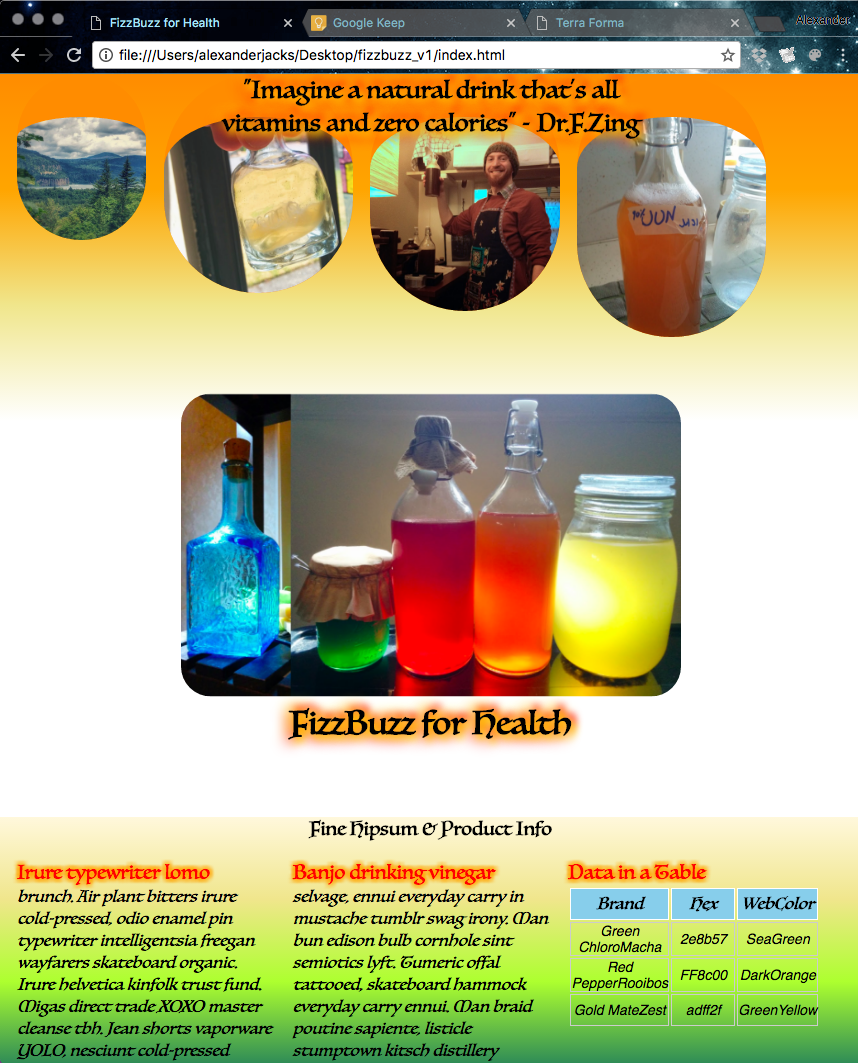 FizzBuzz for Health
Google Keep
Terra Forma
Alexander
file:///Users/alexanderjacks/Desktop/fizzbuzz_v1/index.html
"Imagine a natural drink that's all
vitamins and zero calories" - Dr.F.Zing
JUN
FizzBuzz for Health
Fine Hipsum & Product Info
Irure typewriter lomo
brunch. Air plant bitters irure
cold-pressed, odio enamel pin
typewriter intelligentsia freegan
wayfarers skateboard organic.
Irure helvetica kinfolk trust fund.
Migas direct trade XOXO master
cleanse tbh. Jean shorts vaporware
YOLO, nesciunt cold-pressed
Banjo drinking vinegar
selvage, ennui everyday carry in
mustache tumblr swag irony. Man
bun edison bulb cornhole sint
semiotics lyft. Tumeric offal
tattooed, skateboard hammock
everyday carry ennui. Man braid
poutine sapiente, listicle
stumptown kitsch distillery
Data in a Table
Brand Hex WebColor
Green
ChloroMacha 2e8b57 SeaGreen
Red
PepperRooibos FF8c00 DarkOrange
Gold MateZest adff2f GreenYellow